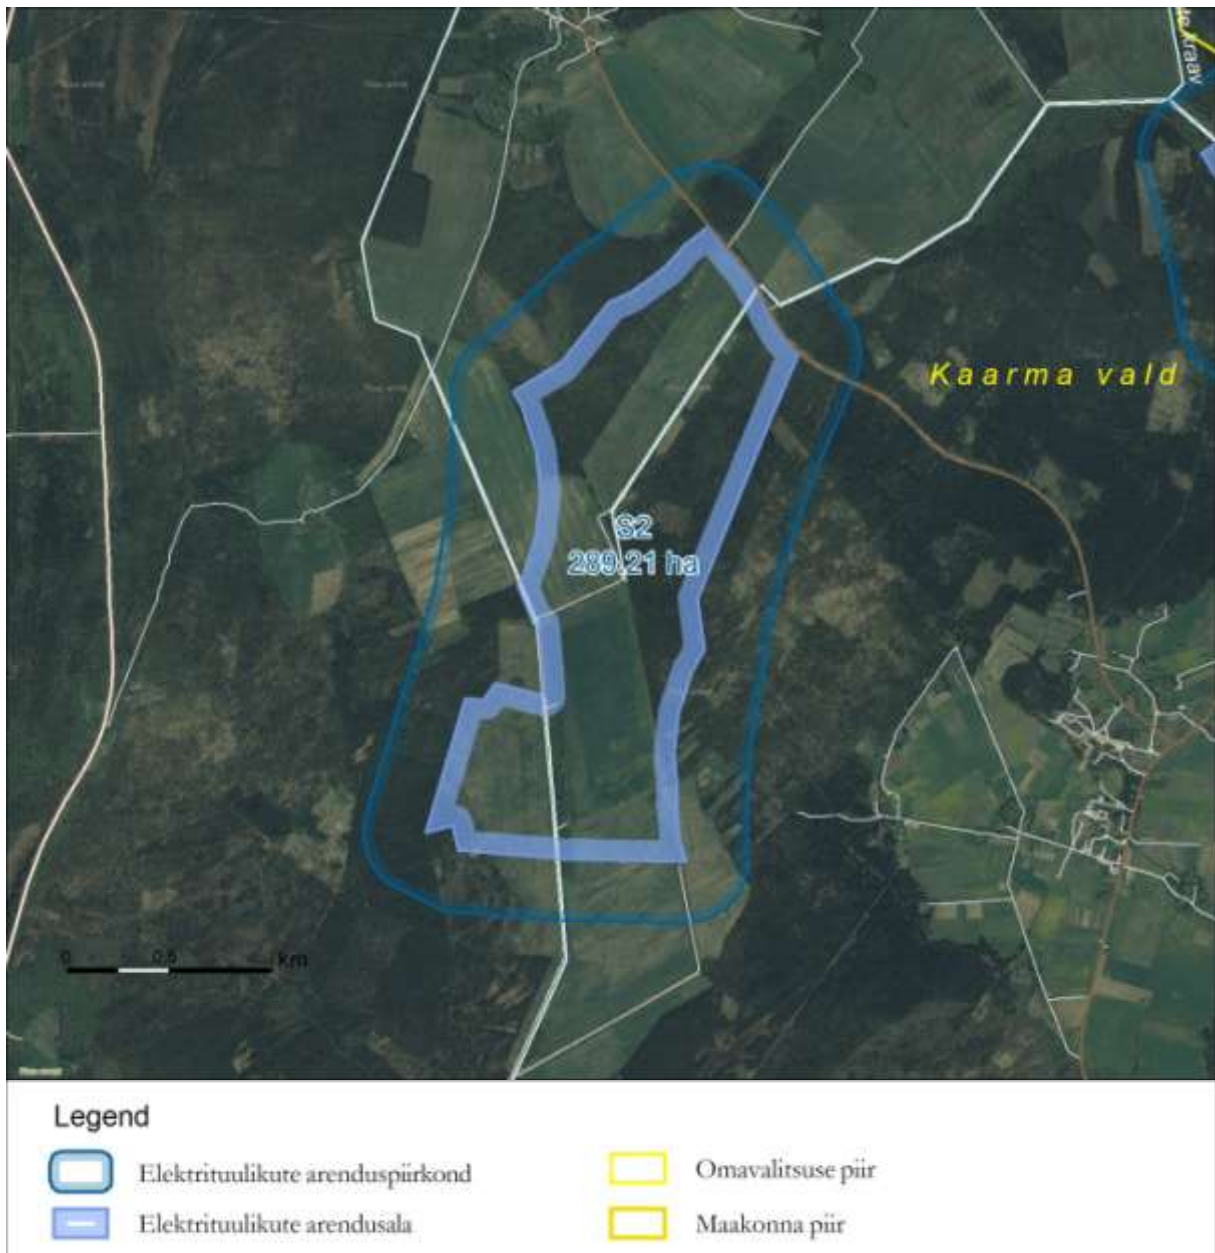 Kaarma vald
S2
289.21 ha
0 0,5
km
Legend
Elektrituulikute arenduspiirkond
Elektrituulikute arendusala
Omavalitsuse piir
Maakonna piir